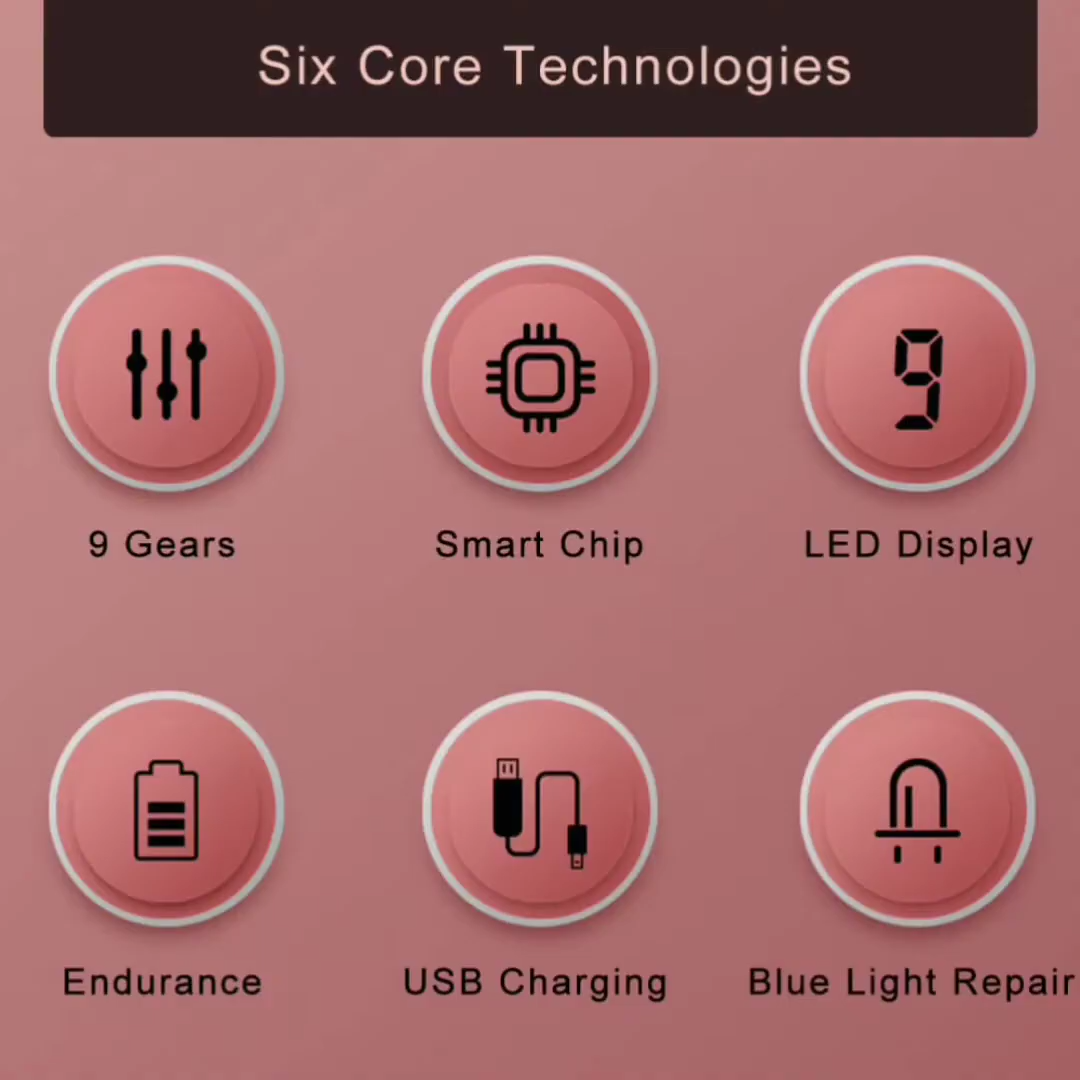 Six Core Technologies
9 Gears
Smart Chip
LED Display
9
Endurance
USB Charging
Blue Light Repair